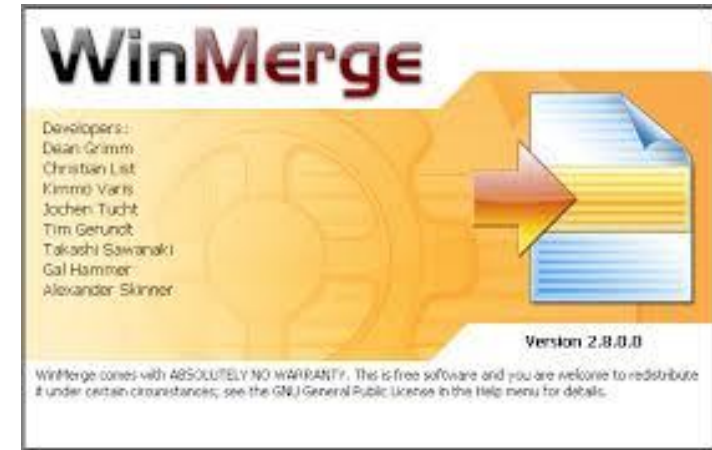 WinMerge
Developers:
Dean Grimm
Christian List
Kimmo Varis
Jochen Tucht
Tim Gerundt
Takashi Sawanaki
Gal Hammer
Alexander Skinner
Version 2.8.0.0
WinMerge comes with ABSOLUTELY NO WARRANTY. This is free software and you are welcome to redistribute
it under certain circumstances; see the GNU General Public License in the Help menu for details.